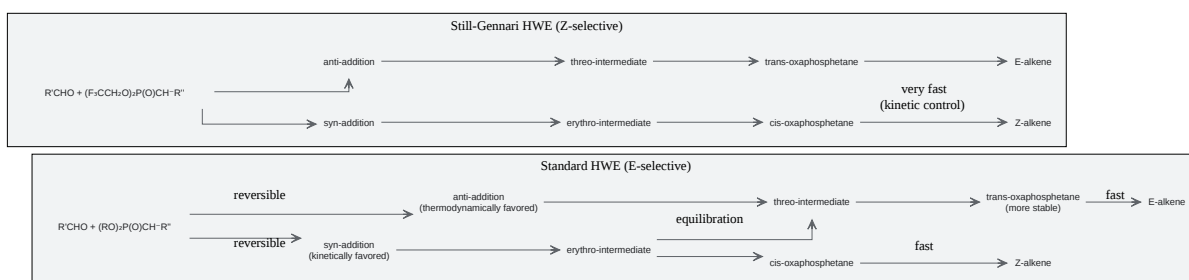 Still-Gennari HWE (Z-selective)
anti-addition
threo-intermediate
trans-oxaphosphetane
E-alkene
R'CHO + (F₃CCH₂O)₂P(O)CH⁻R"
very fast
(kinetic control)
syn-addition
erythro-intermediate
cis-oxaphosphetane
Z-alkene
Standard HWE (E-selective)
reversible
anti-addition
(thermodynamically favored)
threo-intermediate
trans-oxaphosphetane
(more stable)
fast
E-alkene
R'CHO + (RO)₂P(O)CH⁻R"
equilibration
reversible
syn-addition
(kinetically favored)
erythro-intermediate
fast
cis-oxaphosphetane
Z-alkene